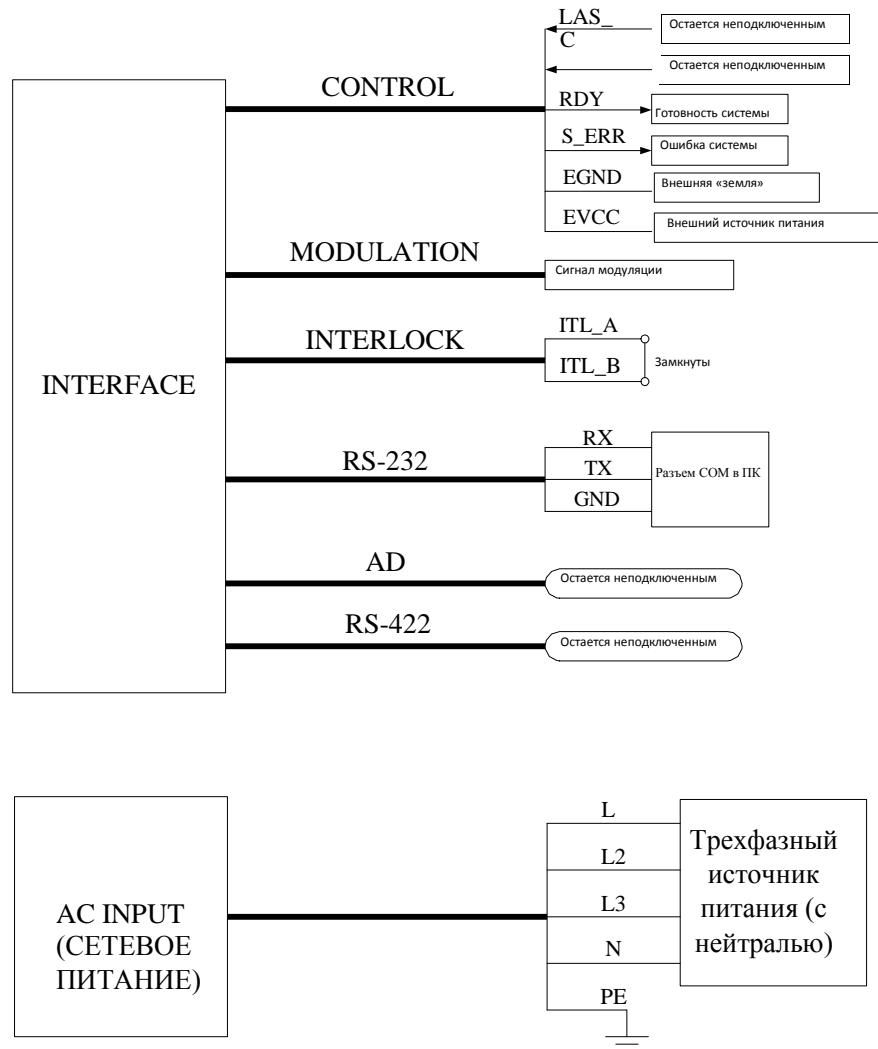 LAS_
C
Остается неподключенным
Остается неподключенным
CONTROL
RDY
Готовность системы
S_ERR
Ошибка системы
EGND
Внешняя «земля»
EVCC
Внешний источник питания
MODULATION
Сигнал модуляции
INTERLOCK
ITL_A
ITL_B
Замкнуты
INTERFACE
RS-232
RX
TX
GND
Разъем COM в ПК
AD
Остается неподключенным
RS-422
Остается неподключенным
AC INPUT
(СЕТЕВОЕ
ПИТАНИЕ)
L
L2
L3
N
PE
Трехфазный
источник
питания (с
нейтралью)